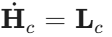 Ḣ_c = L_c